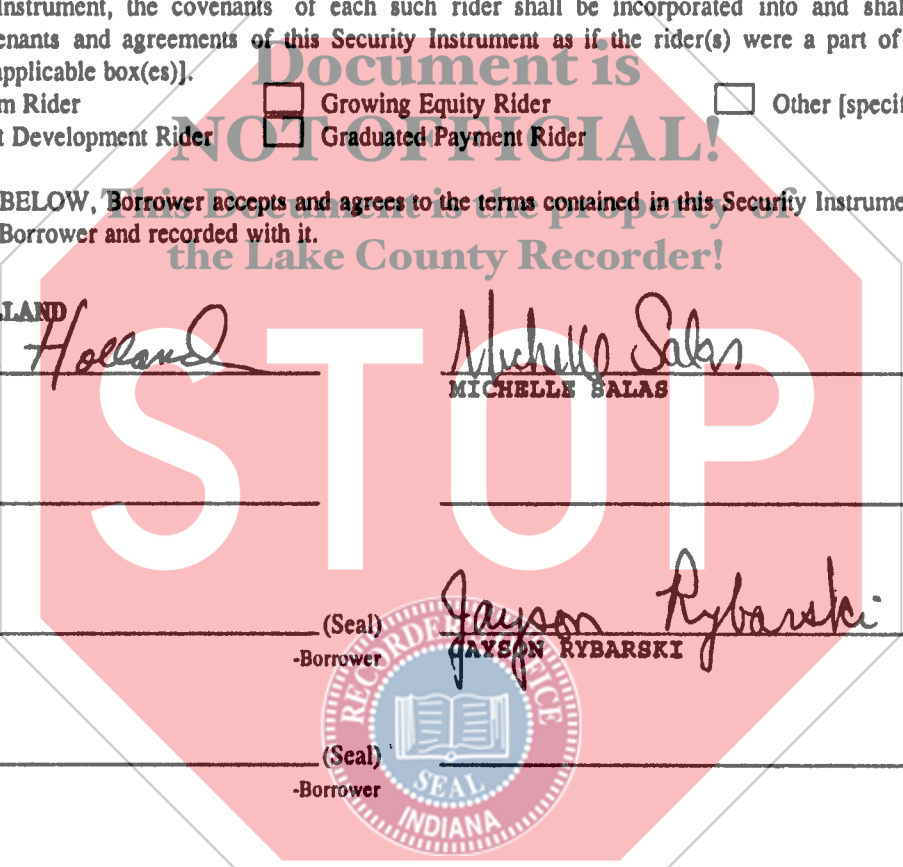 Instrument, the covenants of each such rider shall be incorporated into and shal
enants and agreements of this Security Instrument as if the rider(s) were a part of
applicable box(es)].
m Rider Growing Equity Rider Other [specif
t Development Rider Graduated Payment Rider
Document is
NOT OFFICIAL!
This Document is the property of
the Lake County Recorder!
BELOW, Borrower accepts and agrees to the terms contained in this Security Instrume
Borrower and recorded with it.
LLAND
Holland
Michelle Salas
MICHELLE SALAS
STOP
Jayson Rybarski
(Seal)
-Borrower
JAYSON RYBARSKI
(Seal)
-Borrower
RECORDER OFFICE
SEAL
INDIANA